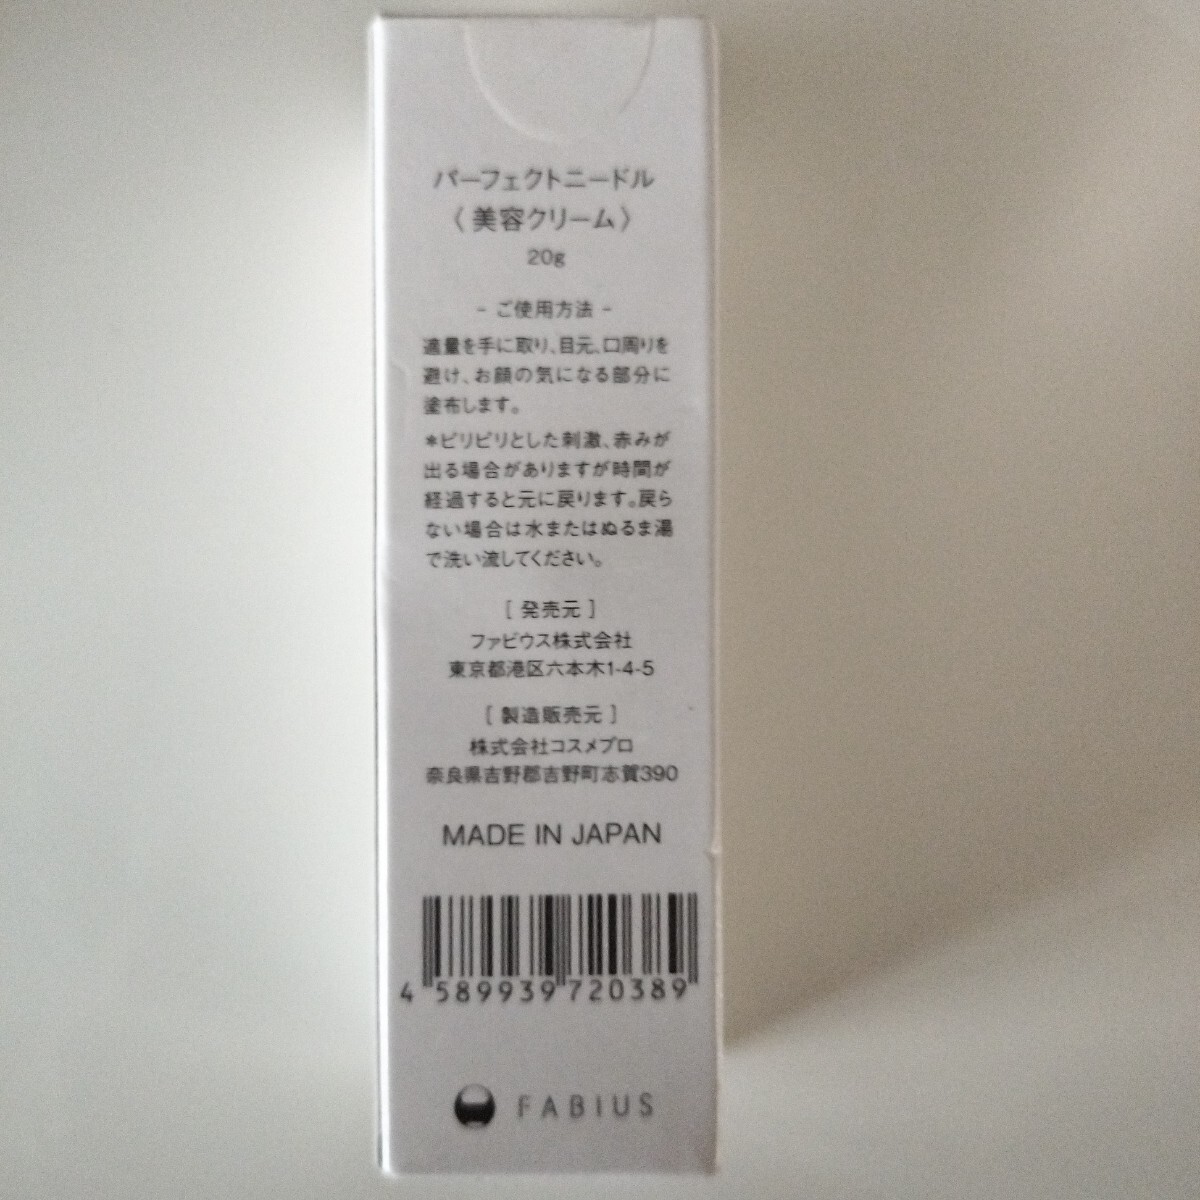 パーフェクトニードル
〈美容クリーム〉
20g
- ご使用方法 -
適量を手に取り、目元、口周りを
避け、お顔の気になる部分に
塗布します。
*ピリピリとした刺激、赤みが
出る場合がありますが時間が
経過すると元に戻ります。戻ら
ない場合は水またはぬるま湯
で洗い流してください。
[ 発売元 ]
ファビウス株式会社
東京都港区六本木1-4-5
[ 製造販売元 ]
株式会社コスメプロ
奈良県吉野郡吉野町志賀390
MADE IN JAPAN
4 589939 720389
FABIUS